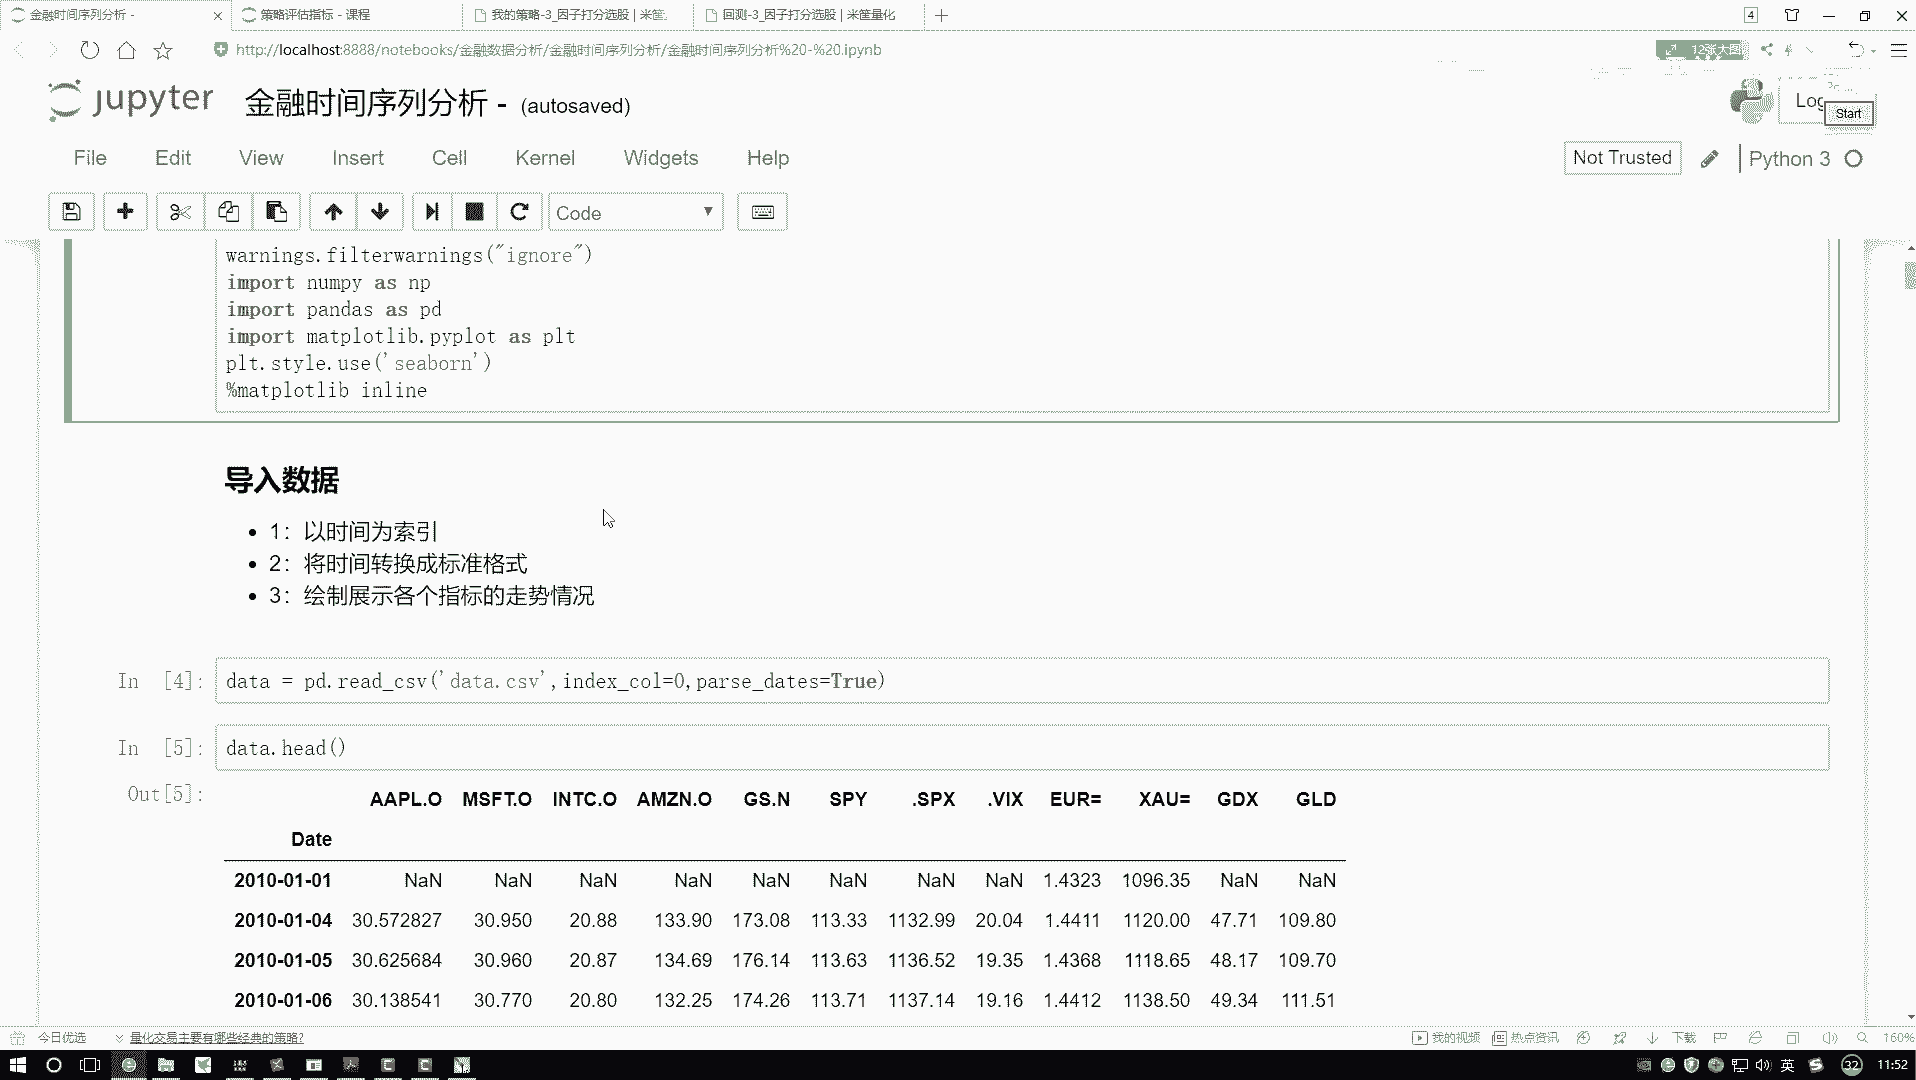 金融时间序列分析 -
策略评估指标 - 课程
我的策略-3_因子打分选股 | 米筐
回测-3_因子打分选股 | 米筐量化
4
http://localhost:8888/notebooks/金融数据分析/金融时间序列分析/金融时间序列分析%20-%20.ipynb
12张大图
jupyter 金融时间序列分析 - (autosaved)
Log
Start
File Edit View Insert Cell Kernel Widgets Help
Not Trusted
Python 3
Code
warnings.filterwarnings("ignore")
import numpy as np
import pandas as pd
import matplotlib.pyplot as plt
plt.style.use('seaborn')
%matplotlib inline
导入数据
• 1：以时间为索引
• 2：将时间转换成标准格式
• 3：绘制展示各个指标的走势情况
In [4]: data = pd.read_csv('data.csv',index_col=0,parse_dates=True)
In [5]: data.head()
Out[5]:
AAPL.O MSFT.O INTC.O AMZN.O GS.N SPY .SPX .VIX EUR= XAU= GDX GLD
Date
2010-01-01 NaN NaN NaN NaN NaN NaN NaN NaN 1.4323 1096.35 NaN NaN
2010-01-04 30.572827 30.950 20.88 133.90 173.08 113.33 1132.99 20.04 1.4411 1120.00 47.71 109.80
2010-01-05 30.625684 30.960 20.87 134.69 176.14 113.63 1136.52 19.35 1.4368 1118.65 48.17 109.70
2010-01-06 30.138541 30.770 20.80 132.25 174.26 113.71 1137.14 19.16 1.4412 1138.50 49.34 111.51
今日优选
量化交易主要有哪些经典的策略?
我的视频
热点资讯
下载
160%
英
32
11:52